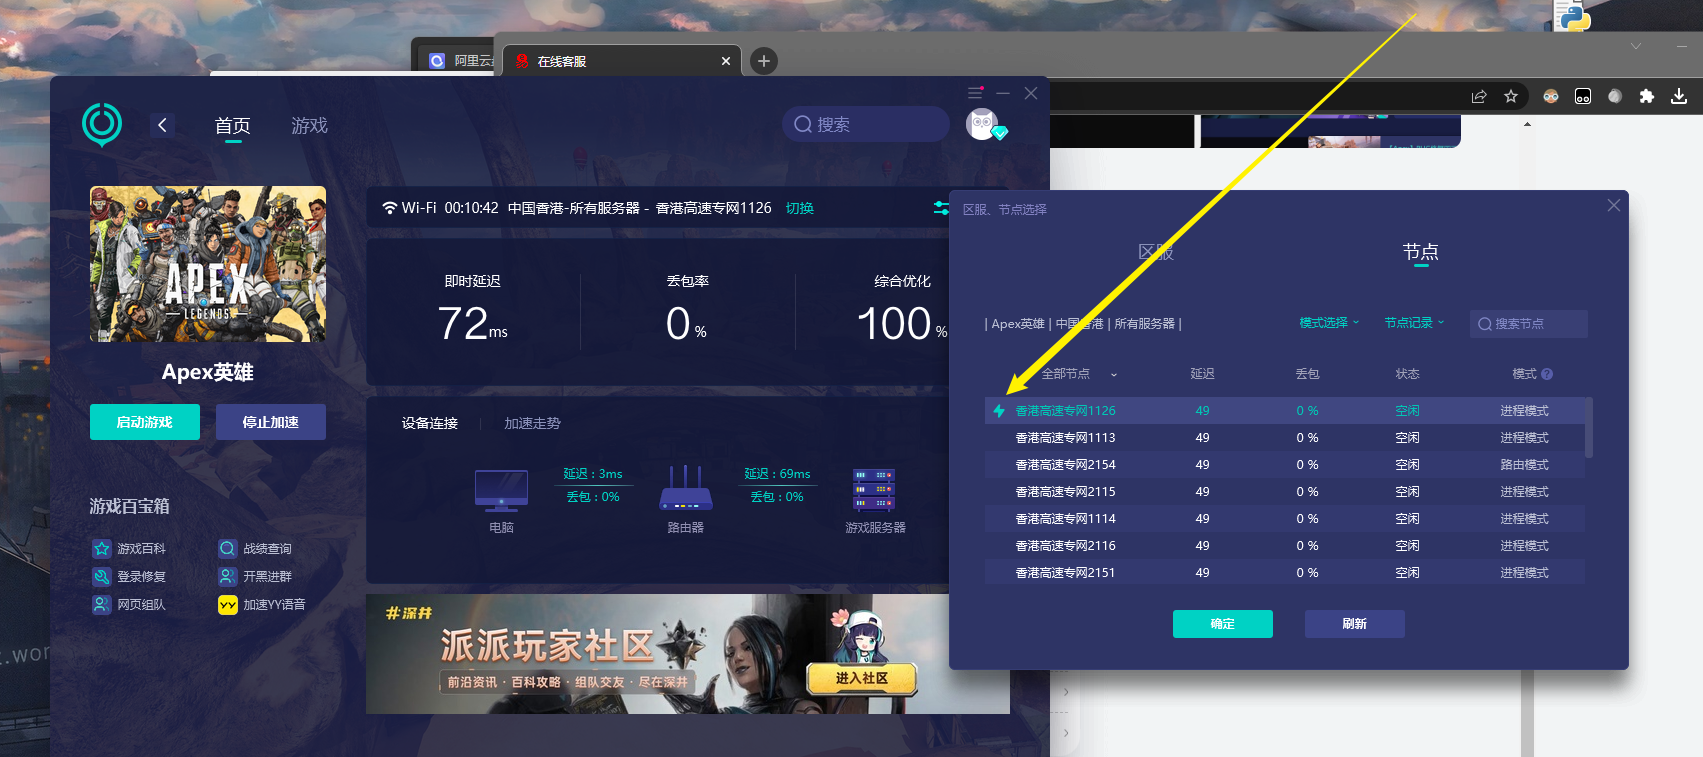 阿里云
在线客服
首页
游戏
搜索
APEX
LEGENDS
Apex英雄
启动游戏
停止加速
游戏百宝箱
游戏百科
战绩查询
登录修复
开黑进群
网页组队
加速YY语音
Wi-Fi 00:10:42 中国香港-所有服务器 - 香港高速专网1126 切换
即时延迟
丢包率
综合优化
72 ms
0 %
100 %
设备连接
加速走势
延迟：3ms
丢包：0%
延迟：69ms
丢包：0%
电脑
路由器
游戏服务器
#深井
派派玩家社区
前沿资讯 · 百科攻略 · 组队交友 · 尽在深井
进入社区
区服、节点选择
区服
节点
| Apex英雄 | 中国香港 | 所有服务器 |
模式选择
节点记录
搜索节点
全部节点 延迟 丢包 状态 模式
香港高速专网1126 49 0 % 空闲 进程模式
香港高速专网1113 49 0 % 空闲 进程模式
香港高速专网2154 49 0 % 空闲 路由模式
香港高速专网2115 49 0 % 空闲 进程模式
香港高速专网1114 49 0 % 空闲 进程模式
香港高速专网2116 49 0 % 空闲 进程模式
香港高速专网2151 49 0 % 空闲 进程模式
确定
刷新